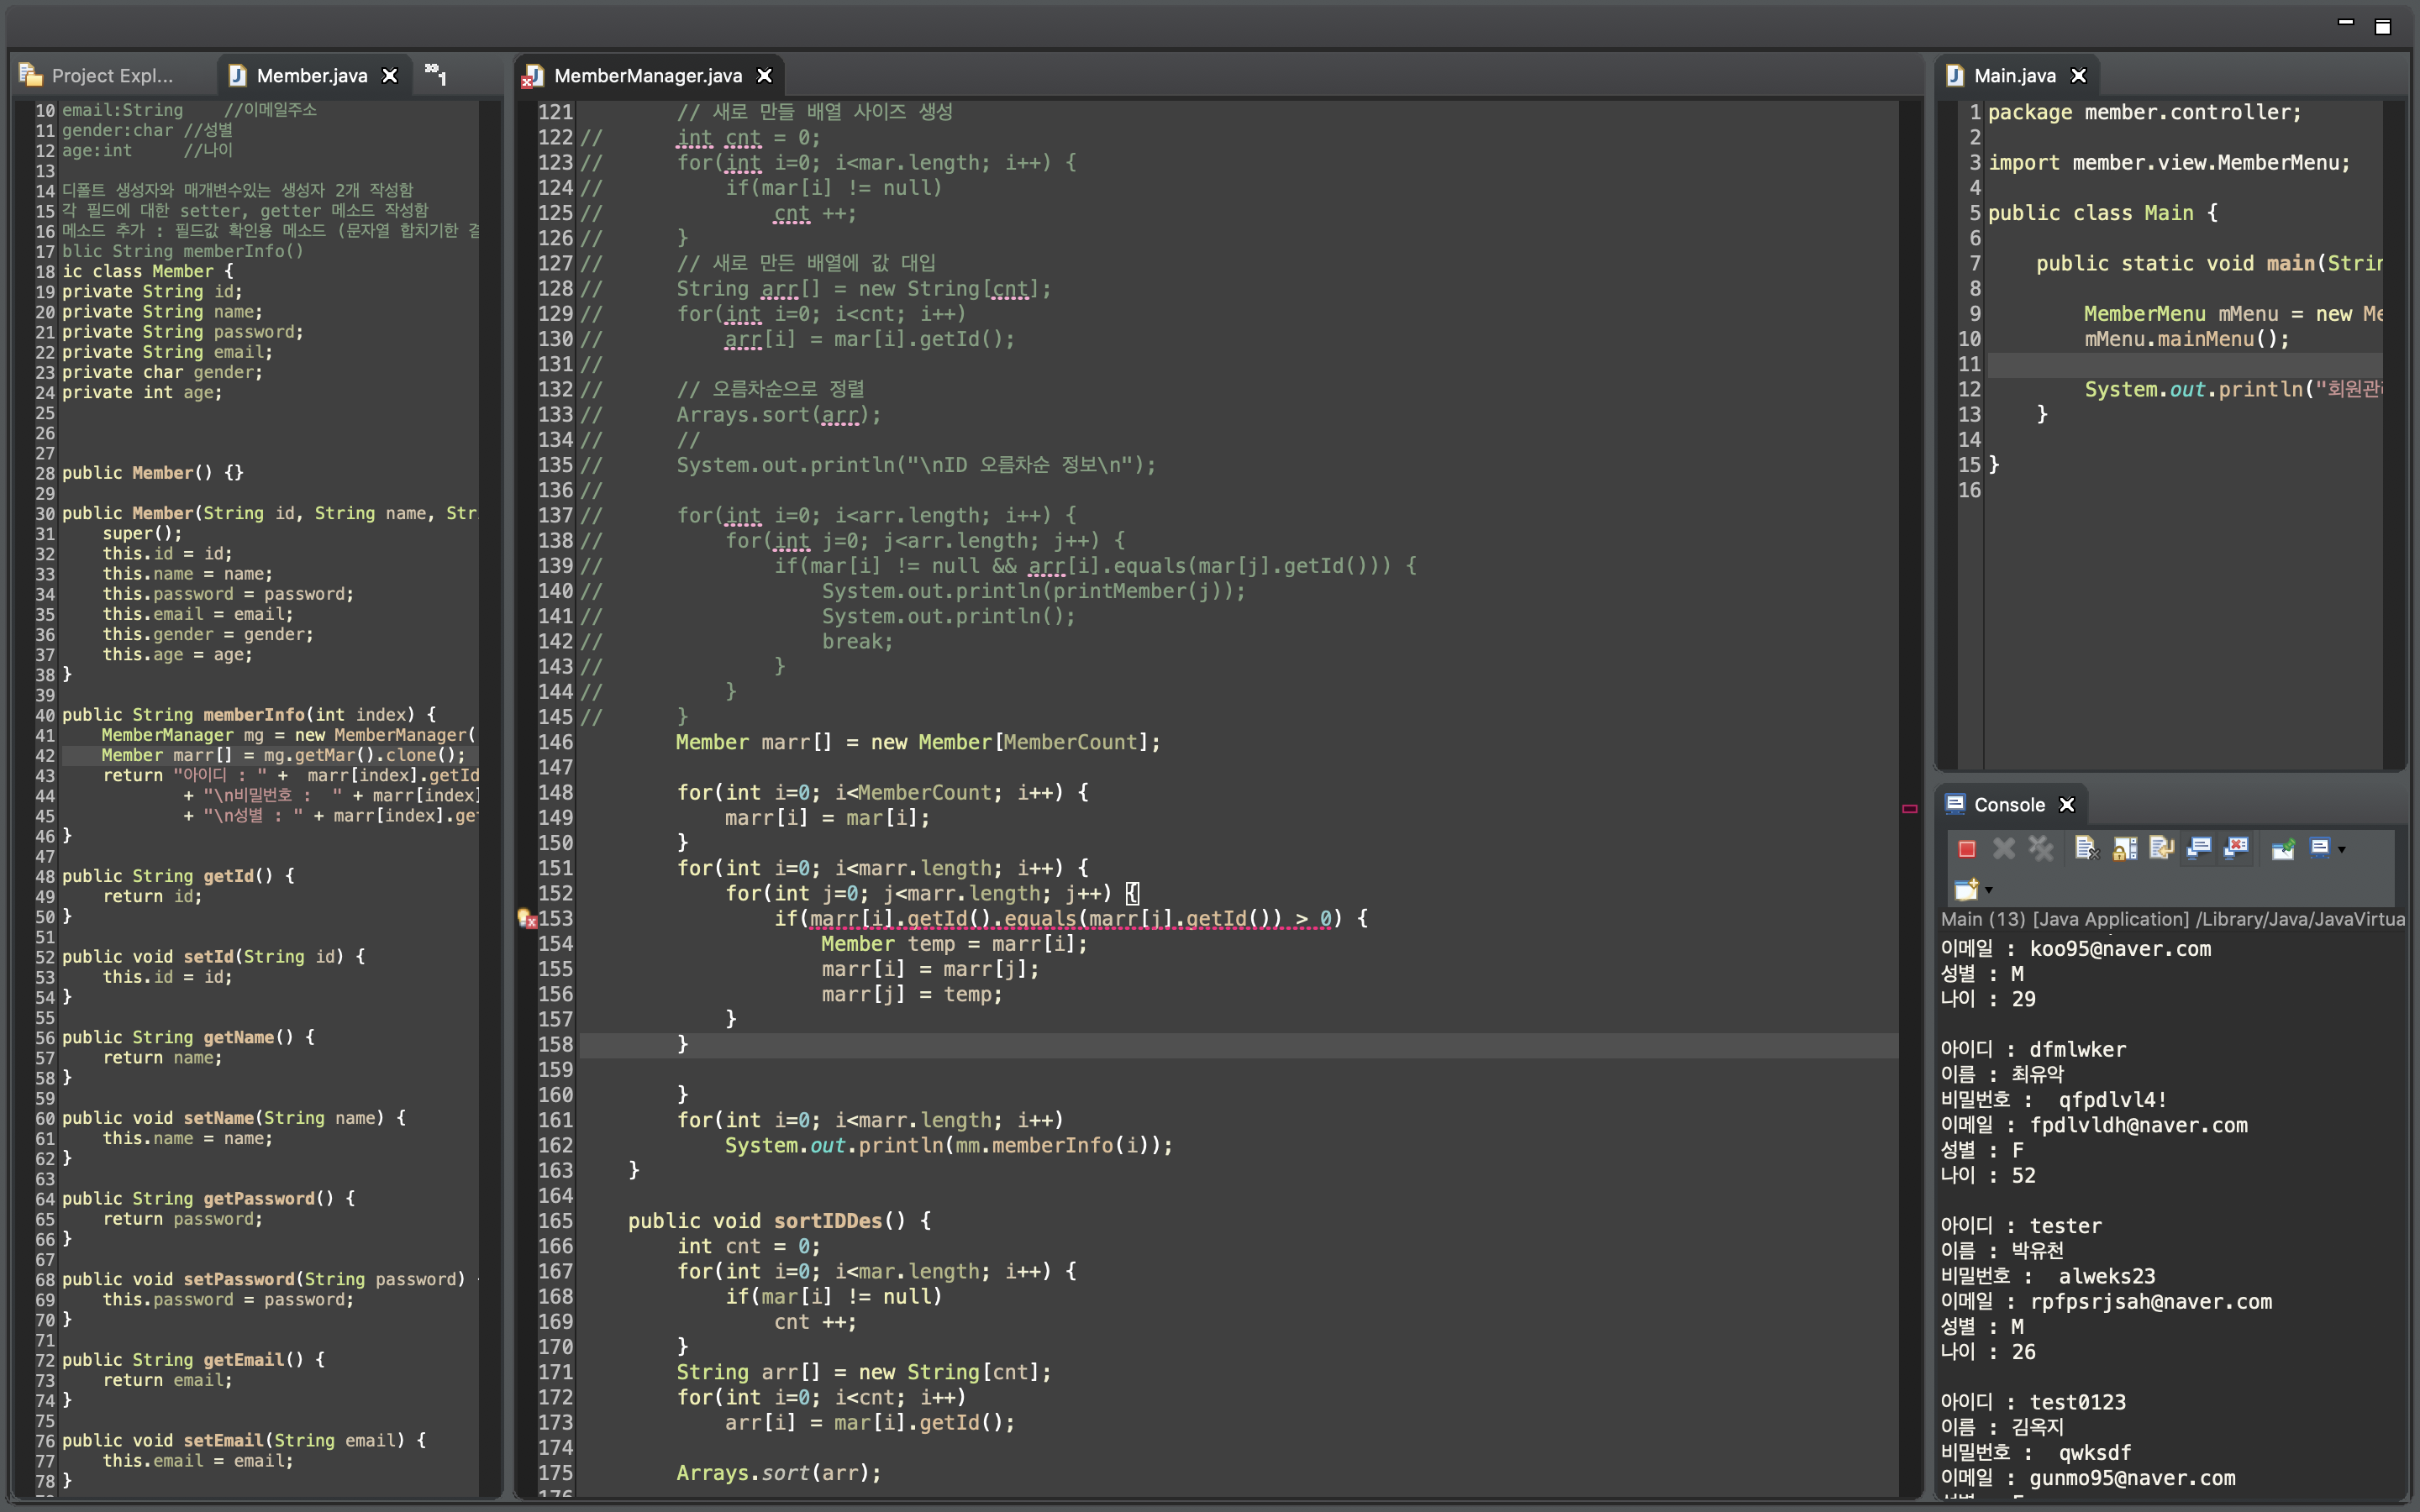 Project Expl...
Member.java
1
10 email:String    //이메일주소
11 gender:char //성별
12 age:int     //나이
13
14 디폴트 생성자와 매개변수있는 생성자 2개 작성함
15 각 필드에 대한 setter, getter 메소드 작성함
16 메소드 추가 : 필드값 확인용 메소드 (문자열 합치기한 결
17 blic String memberInfo()
18 ic class Member {
19 private String id;
20 private String name;
21 private String password;
22 private String email;
23 private char gender;
24 private int age;
25
26
27
28 public Member() {}
29
30 public Member(String id, String name, Str
31     super();
32     this.id = id;
33     this.name = name;
34     this.password = password;
35     this.email = email;
36     this.gender = gender;
37     this.age = age;
38 }
39
40 public String memberInfo(int index) {
41     MemberManager mg = new MemberManager(
42     Member marr[] = mg.getMar().clone();
43     return "아이디 : " +  marr[index].getId
44             + "\n비밀번호 :  " + marr[index]
45             + "\n성별 : " + marr[index].get
46 }
47
48 public String getId() {
49     return id;
50 }
51
52 public void setId(String id) {
53     this.id = id;
54 }
55
56 public String getName() {
57     return name;
58 }
59
60 public void setName(String name) {
61     this.name = name;
62 }
63
64 public String getPassword() {
65     return password;
66 }
67
68 public void setPassword(String password)
69     this.password = password;
70 }
71
72 public String getEmail() {
73     return email;
74 }
75
76 public void setEmail(String email) {
77     this.email = email;
78 }
MemberManager.java
121         // 새로 만들 배열 사이즈 생성
122 //      int cnt = 0;
123 //      for(int i=0; i<mar.length; i++) {
124 //          if(mar[i] != null)
125 //              cnt ++;
126 //      }
127 //      // 새로 만든 배열에 값 대입
128 //      String arr[] = new String[cnt];
129 //      for(int i=0; i<cnt; i++)
130 //          arr[i] = mar[i].getId();
131 //
132 //      // 오름차순으로 정렬
133 //      Arrays.sort(arr);
134 //      //
135 //      System.out.println("\nID 오름차순 정보\n");
136 //
137 //      for(int i=0; i<arr.length; i++) {
138 //          for(int j=0; j<arr.length; j++) {
139 //              if(mar[i] != null && arr[i].equals(mar[j].getId())) {
140 //                  System.out.println(printMember(j));
141 //                  System.out.println();
142 //                  break;
143 //              }
144 //          }
145 //      }
146         Member marr[] = new Member[MemberCount];
147
148         for(int i=0; i<MemberCount; i++) {
149             marr[i] = mar[i];
150         }
151         for(int i=0; i<marr.length; i++) {
152             for(int j=0; j<marr.length; j++) {
153                 if(marr[i].getId().equals(marr[j].getId()) > 0) {
154                     Member temp = marr[i];
155                     marr[i] = marr[j];
156                     marr[j] = temp;
157             }
158         }
159
160         }
161         for(int i=0; i<marr.length; i++)
162             System.out.println(mm.memberInfo(i));
163     }
164
165     public void sortIDDes() {
166         int cnt = 0;
167         for(int i=0; i<mar.length; i++) {
168             if(mar[i] != null)
169                 cnt ++;
170         }
171         String arr[] = new String[cnt];
172         for(int i=0; i<cnt; i++)
173             arr[i] = mar[i].getId();
174
175         Arrays.sort(arr);
176
Main.java
1 package member.controller;
2
3 import member.view.MemberMenu;
4
5 public class Main {
6
7     public static void main(Strin
8
9         MemberMenu mMenu = new Me
10         mMenu.mainMenu();
11
12         System.out.println("회원관리
13     }
14
15 }
16
Console
Main (13) [Java Application] /Library/Java/JavaVirtua
이메일 : koo95@naver.com
성별 : M
나이 : 29

아이디 : dfmlwker
이름 : 최유악
비밀번호 :  qfpdlvl4!
이메일 : fpdlvldh@naver.com
성별 : F
나이 : 52

아이디 : tester
이름 : 박유천
비밀번호 :  alweks23
이메일 : rpfpsrjsah@naver.com
성별 : M
나이 : 26

아이디 : test0123
이름 : 김옥지
비밀번호 :  qwksdf
이메일 : gunmo95@naver.com